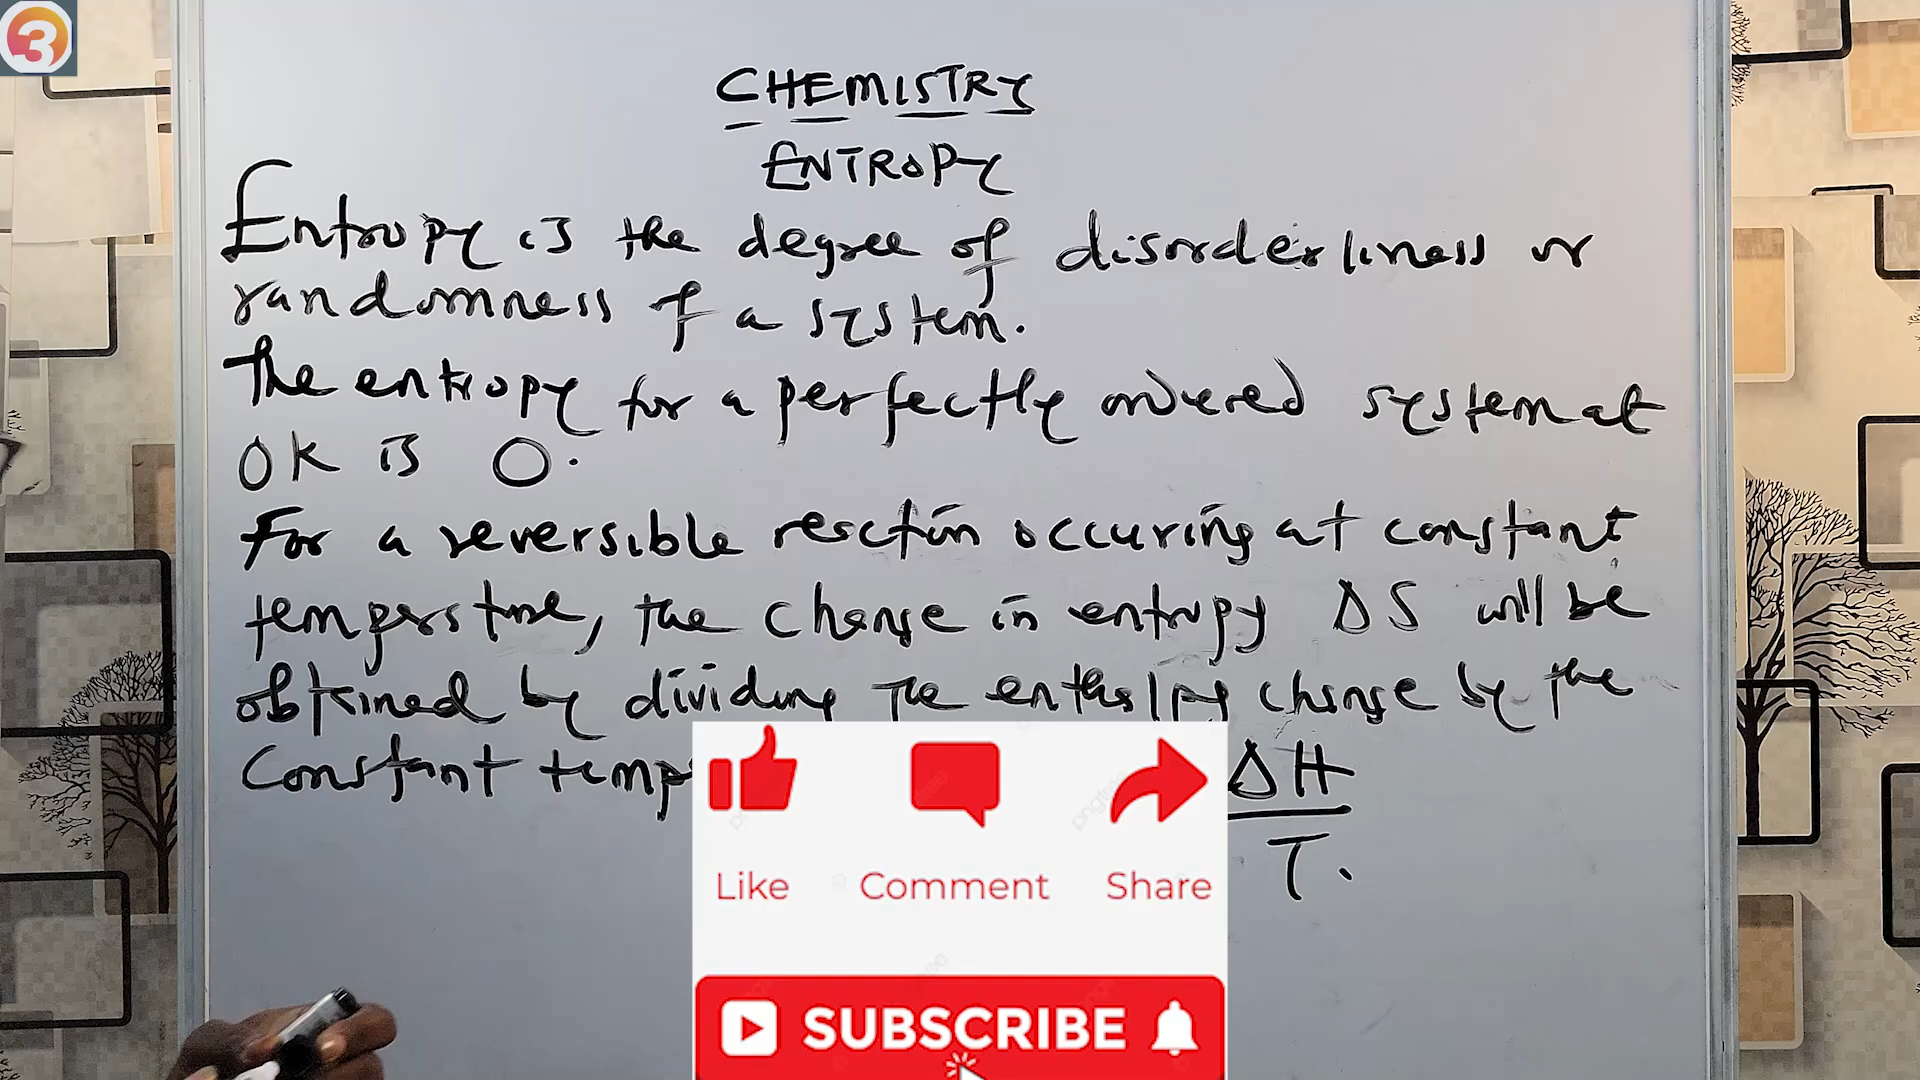 3
CHEMISTRY
ENTROPY
Entropy is the degree of disorderliness or
randomness of a system.
The entropy for a perfectly ordered system at
0K is 0.
For a reversible reaction occuring at constant
temperature, the change in entropy ΔS will be
obtained by dividing the enthalpy change by the
Constant temp ΔH
T.
Like Comment Share
SUBSCRIBE